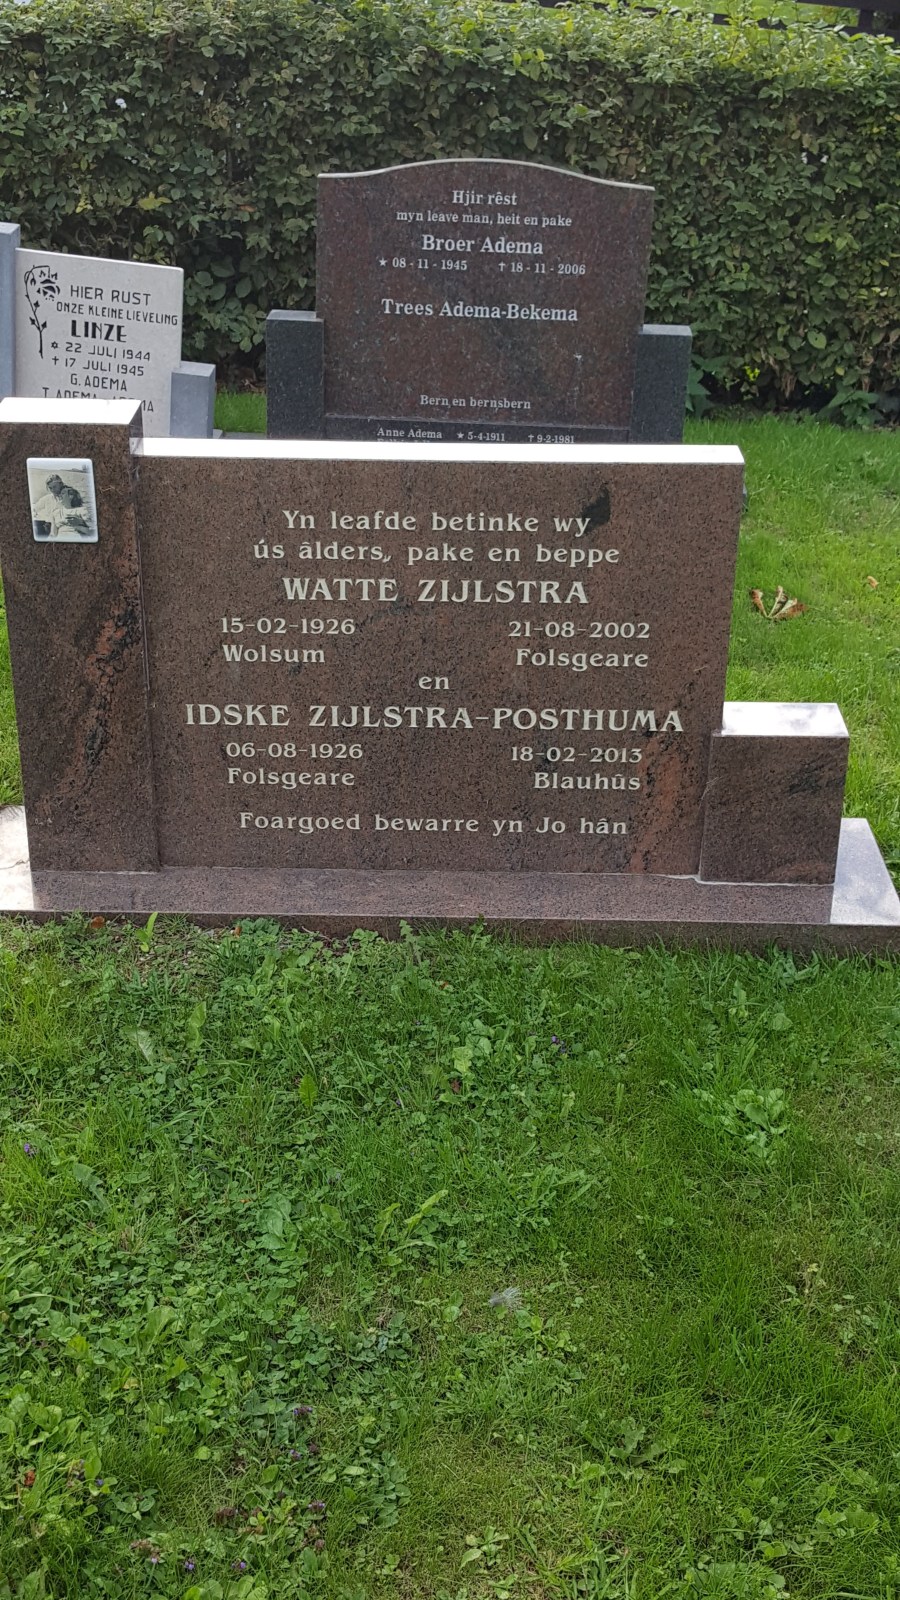 Hjir rêst
myn leave man, heit en pake
Broer Adema
★ 08-11-1945 † 18-11-2006
Trees Adema-Bekema
Bern en bernsbern
Anne Adema ★ 5-4-1911 † 9-2-1981
HIER RUST
ONZE KLEINE LIEVELING
LINZE
✡ 22 JULI 1944
† 17 JULI 1945
G. ADEMA
T. ADEMA-ADEMA
Yn leafde betinke wy
ús âlders, pake en beppe
WATTE ZIJLSTRA
15-02-1926 21-08-2002
Wolsum Folsgeare
en
IDSKE ZIJLSTRA-POSTHUMA
06-08-1926 18-02-2013
Folsgeare Blauhûs
Foargoed bewarre yn Jo hân